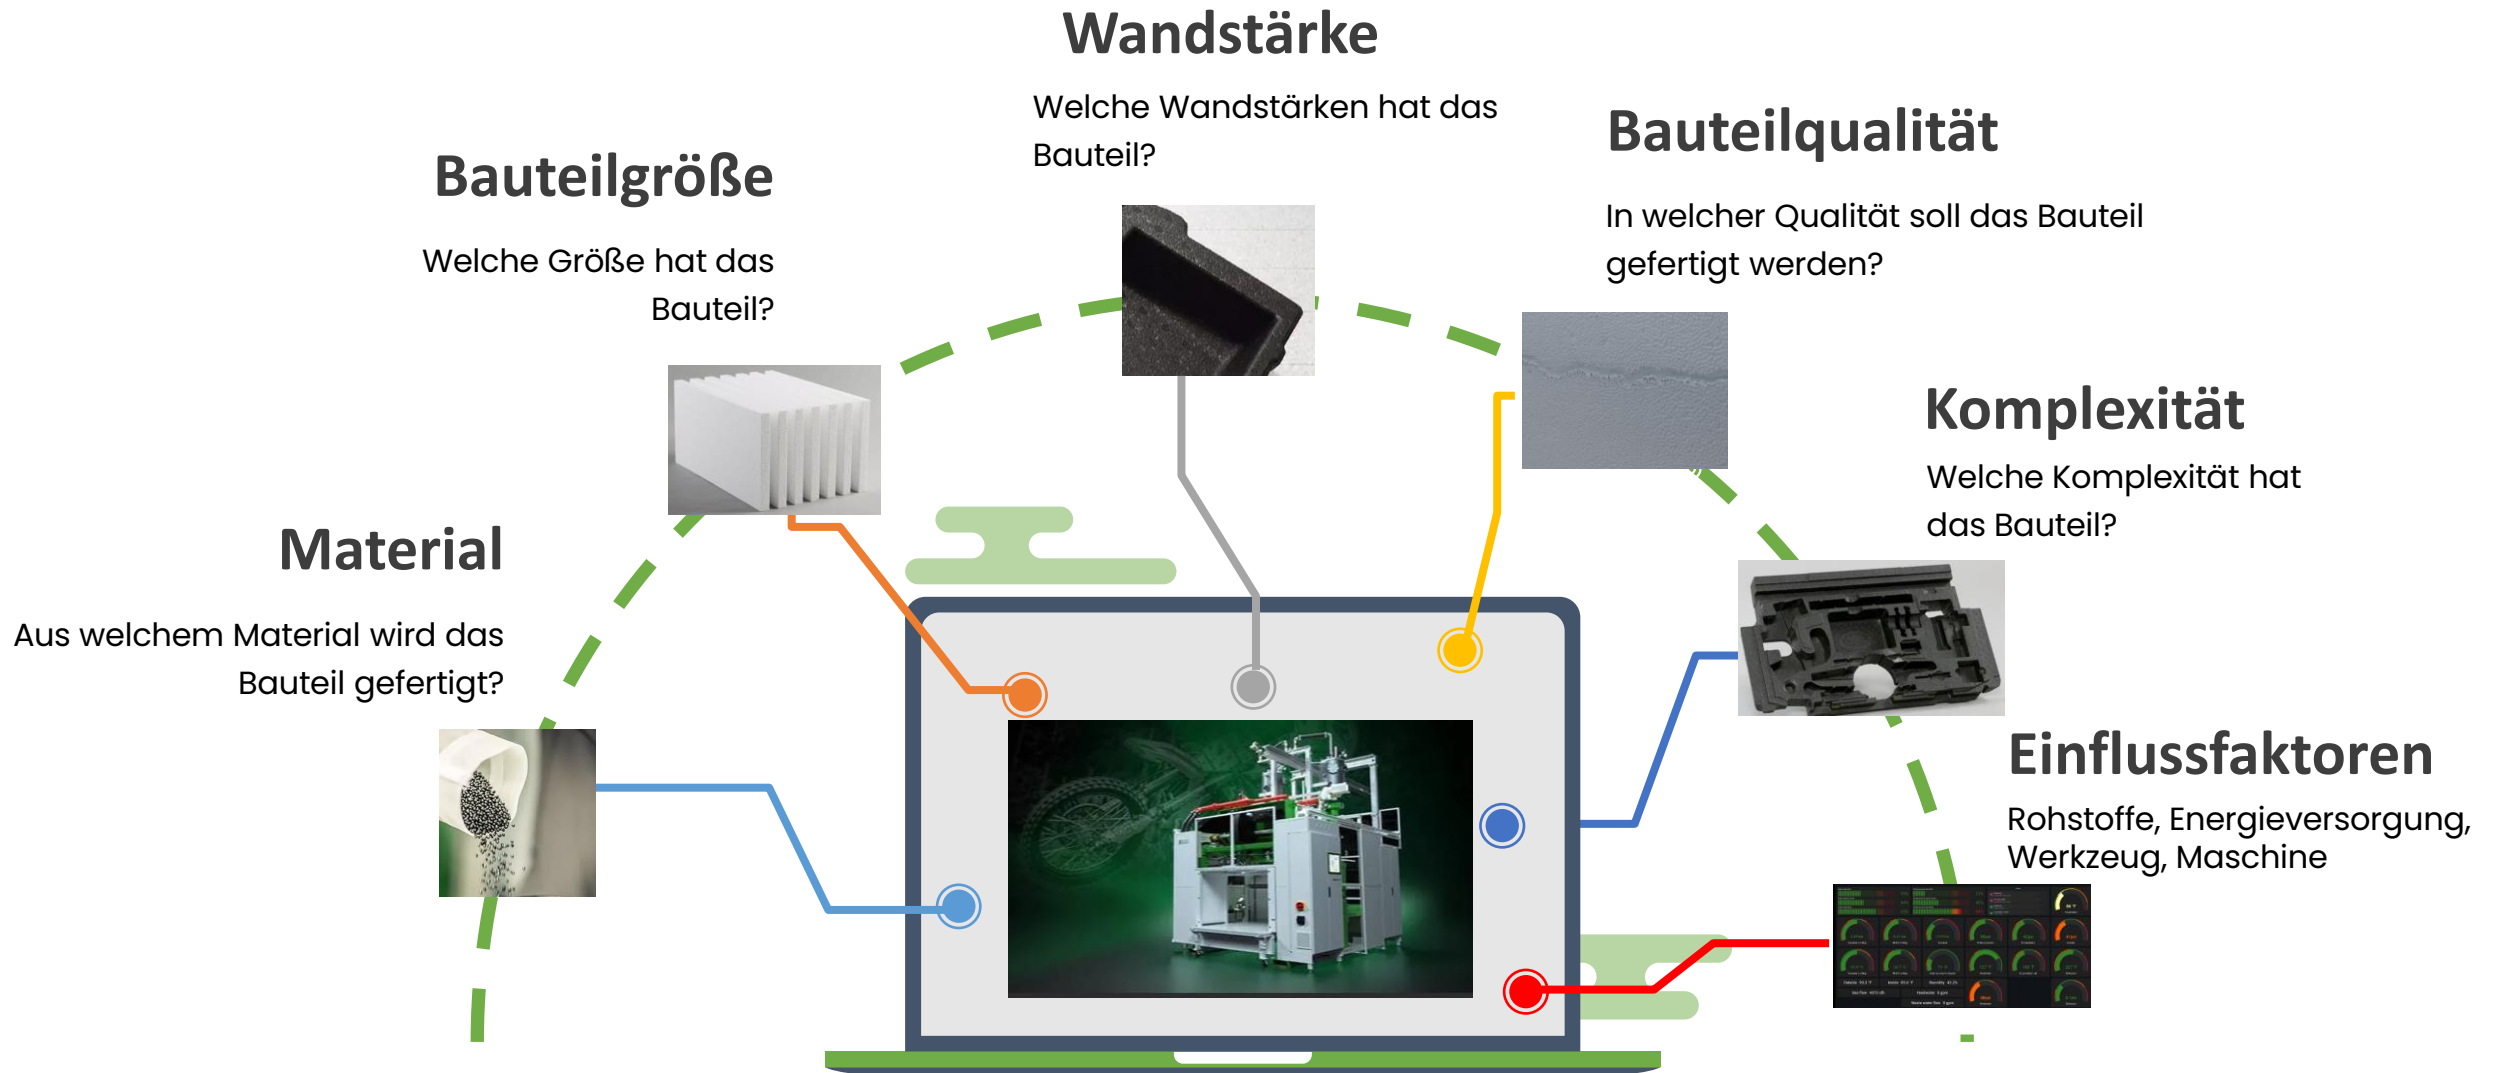 Wandstärke
Welche Wandstärken hat das
Bauteil?
Bauteilqualität
In welcher Qualität soll das Bauteil
gefertigt werden?
Bauteilgröße
Welche Größe hat das
Bauteil?
Komplexität
Welche Komplexität hat
das Bauteil?
Material
Aus welchem Material wird das
Bauteil gefertigt?
Einflussfaktoren
Rohstoffe, Energieversorgung,
Werkzeug, Maschine